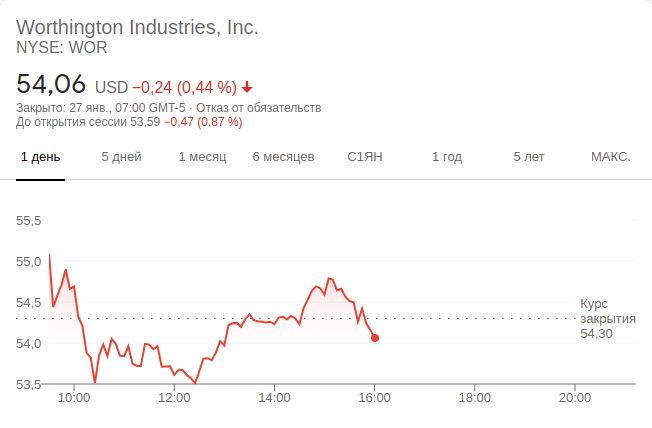 Worthington Industries, Inc.
NYSE: WOR
54,06 USD −0,24 (0,44 %)
Закрыто: 27 янв., 07:00 GMT-5 · Отказ от обязательств
До открытия сессии 53,59 −0,47 (0,87 %)
1 день 5 дней 1 месяц 6 месяцев С1ЯН 1 год 5 лет МАКС.
55,5
55,0
54,5
54,0
53,5
Курс
закрытия
54,30
10:00 12:00 14:00 16:00 18:00 20:00